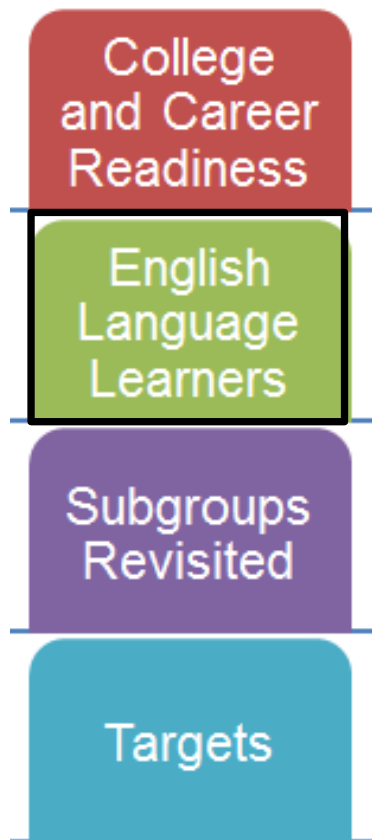 College
and Career
Readiness
English
Language
Learners
Subgroups
Revisited
Targets